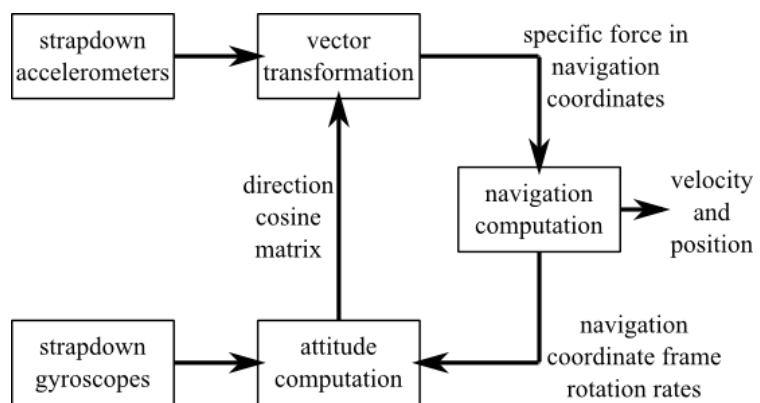 strapdown
accelerometers
vector
transformation
specific force in
navigation
coordinates
direction
cosine
matrix
navigation
computation
velocity
and
position
strapdown
gyroscopes
attitude
computation
navigation
coordinate frame
rotation rates